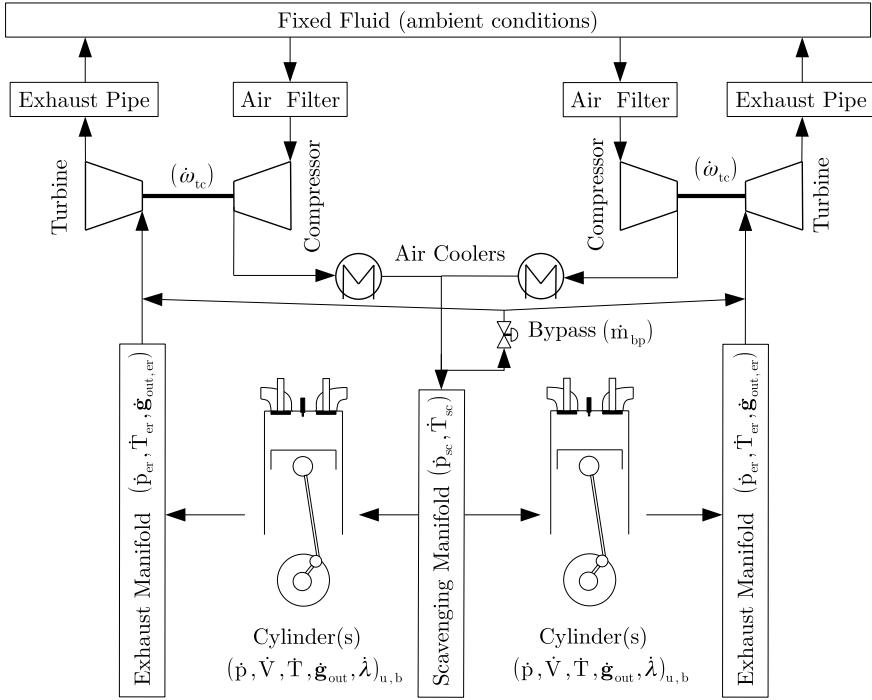 Fixed Fluid (ambient conditions)
Exhaust Pipe
Air Filter
Air Filter
Exhaust Pipe
Turbine
(ω̇tc)
Compressor
Compressor
(ω̇tc)
Turbine
Air Coolers
Bypass (ṁbp)
Exhaust Manifold (ṗer, Ṫer, ġout,er)
Scavenging Manifold (ṗsc, Ṫsc)
Exhaust Manifold (ṗer, Ṫer, ġout,er)
Cylinder(s)
(ṗ, V̇, Ṫ, ġout, λ̇)u,b
Cylinder(s)
(ṗ, V̇, Ṫ, ġout, λ̇)u,b